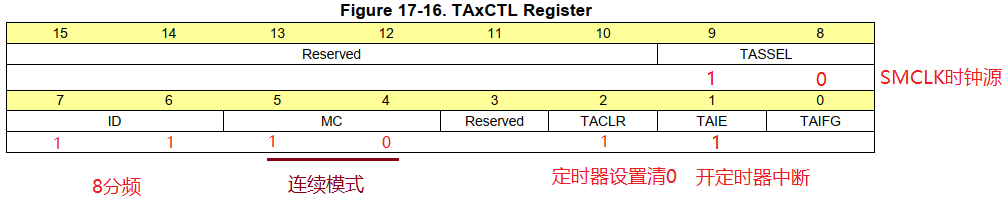 Figure 17-16. TAxCTL Register
15 14 13 12 11 10 9 8
Reserved TASSEL
1 0 SMCLK时钟源
7 6 5 4 3 2 1 0
ID MC Reserved TACLR TAIE TAIFG
1 1 1 0 1 1
8分频 连续模式 定时器设置清0 开定时器中断